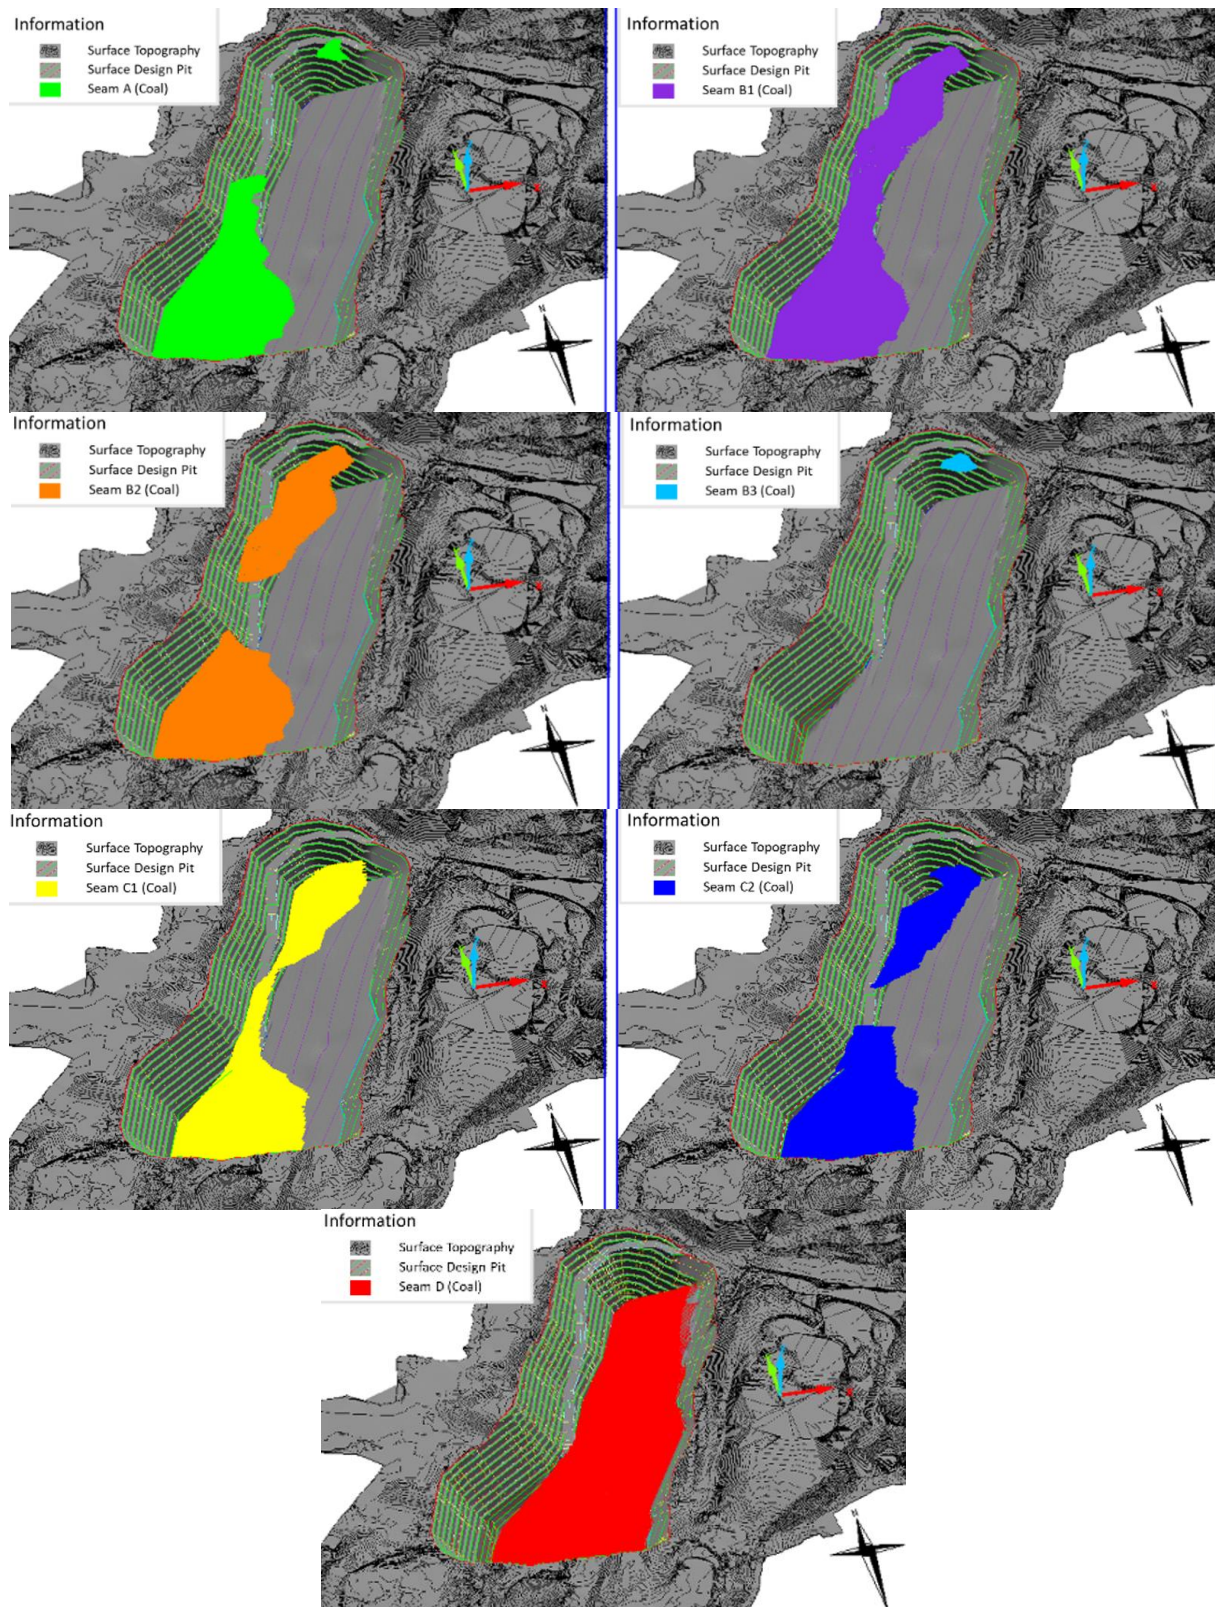 Information
Surface Topography
Surface Design Pit
Seam A (Coal)
N
Information
Surface Topography
Surface Design Pit
Seam B1 (Coal)
N
Information
Surface Topography
Surface Design Pit
Seam B2 (Coal)
N
Information
Surface Topography
Surface Design Pit
Seam B3 (Coal)
N
Information
Surface Topography
Surface Design Pit
Seam C1 (Coal)
N
Information
Surface Topography
Surface Design Pit
Seam C2 (Coal)
N
Information
Surface Topography
Surface Design Pit
Seam D (Coal)
N